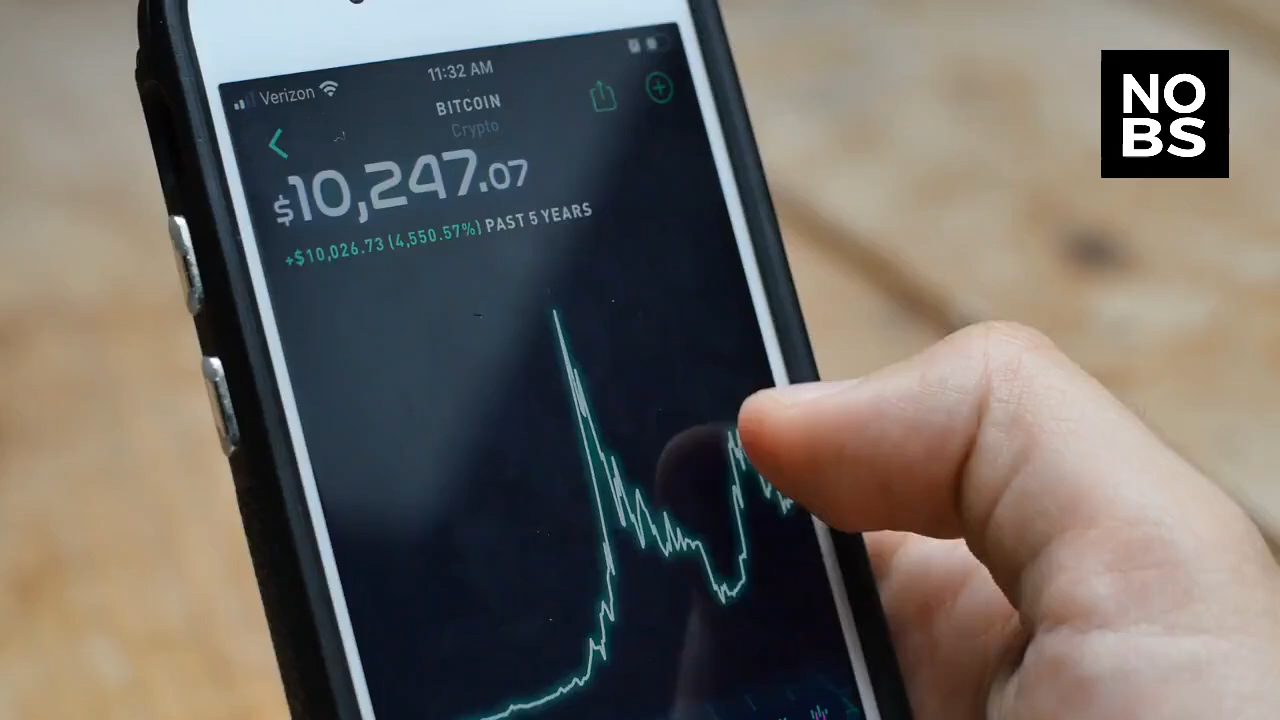 Verizon 11:32 AM
BITCOIN
Crypto
$10,247.07
+$10,026.73 (4,550.57%) PAST 5 YEARS
NO
BS